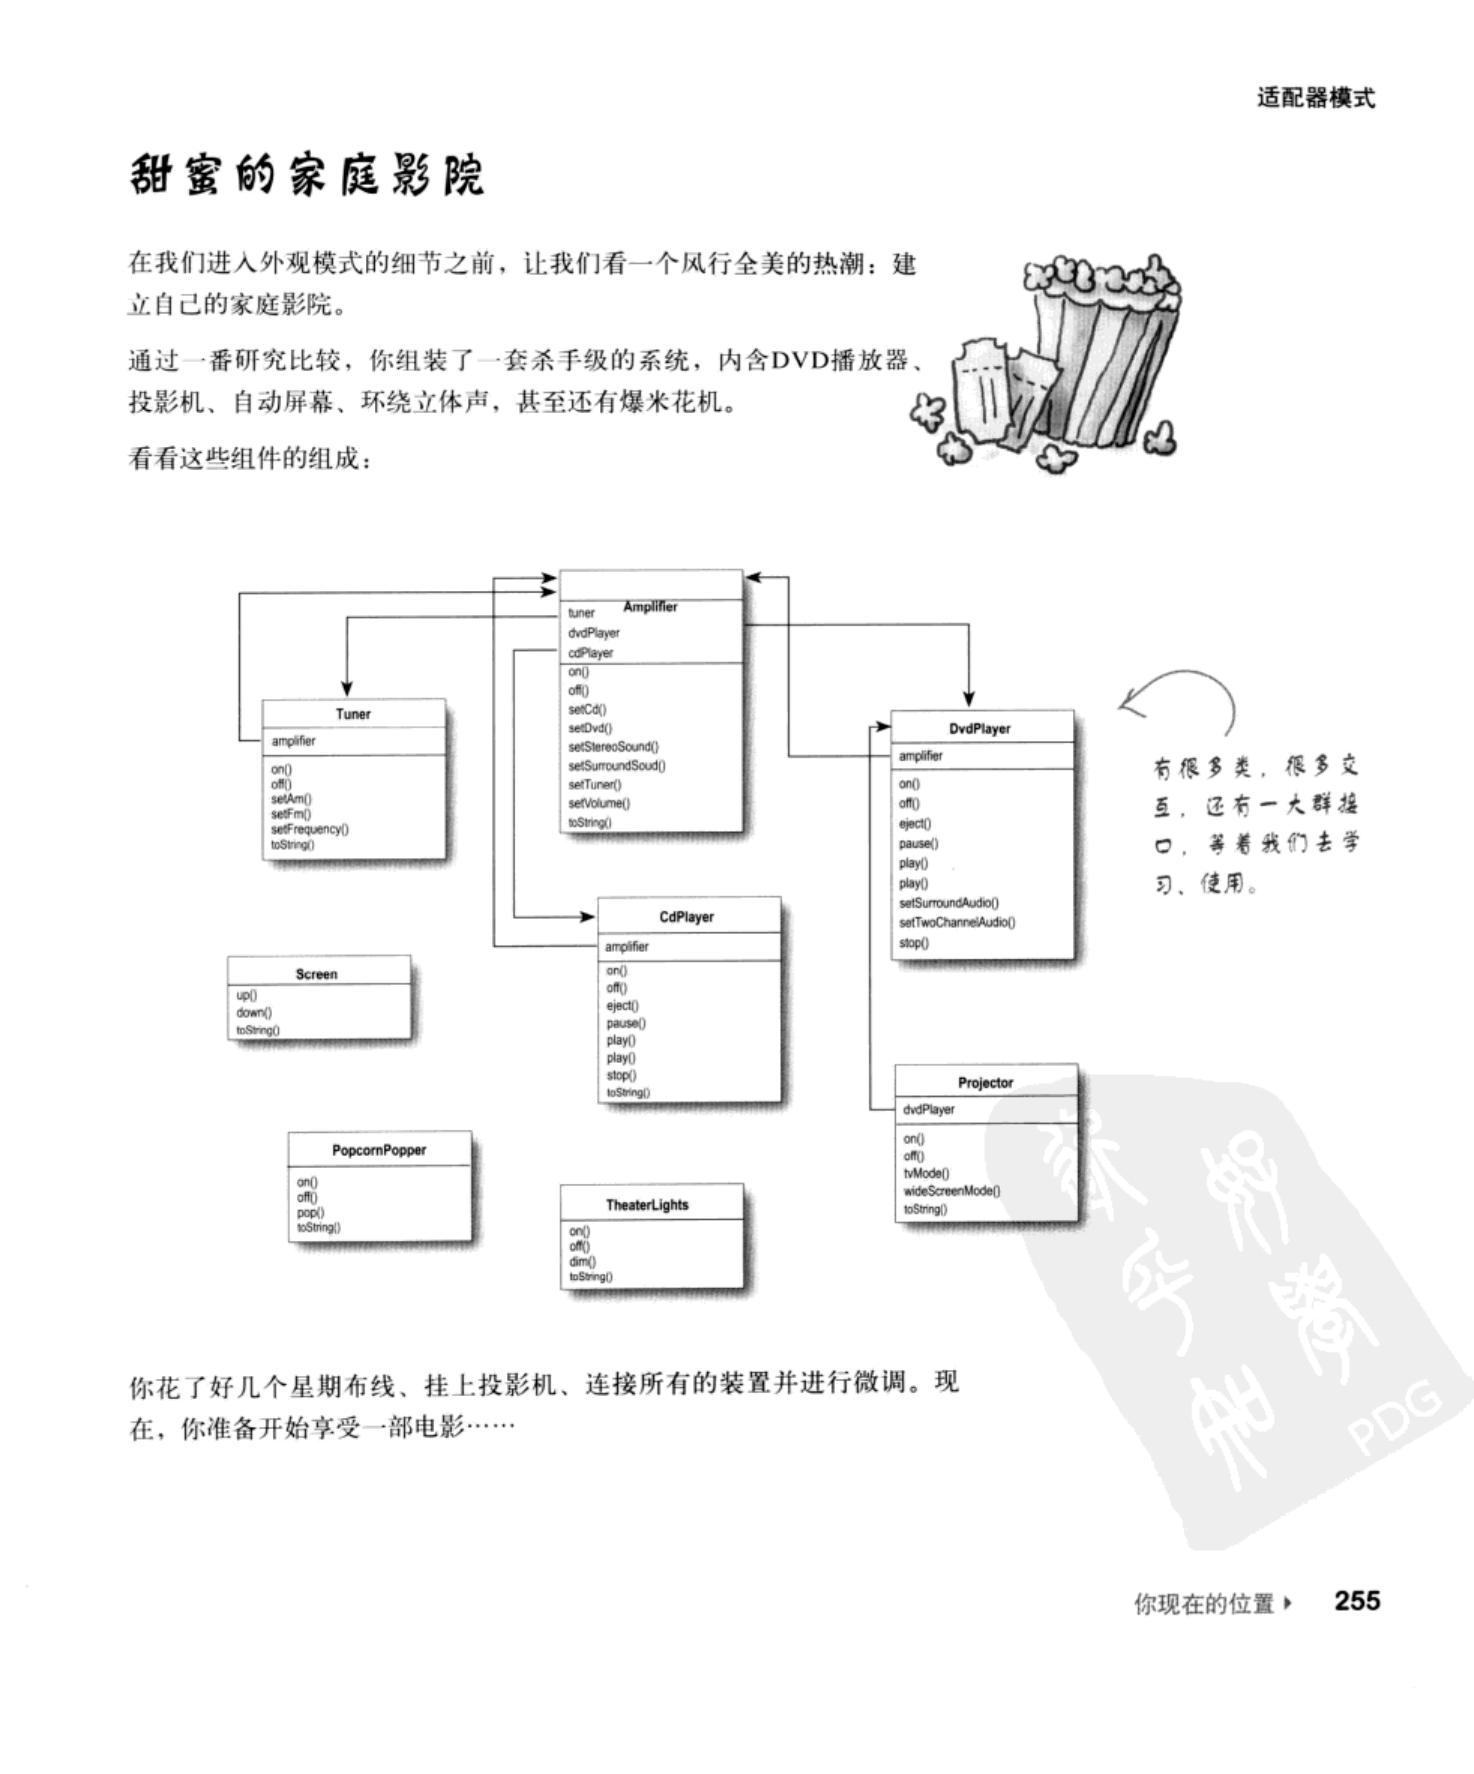 适配器模式
甜蜜的家庭影院
在我们进入外观模式的细节之前，让我们看一个风行全美的热潮：建
立自己的家庭影院。
通过一番研究比较，你组装了一套杀手级的系统，内含DVD播放器、
投影机、自动屏幕、环绕立体声，甚至还有爆米花机。
看看这些组件的组成：
Amplifier
tuner
dvdPlayer
cdPlayer
on()
off()
setCd()
setDvd()
setStereoSound()
setSurroundSoud()
setTuner()
setVolume()
toString()
Tuner
amplifier
on()
off()
setAm()
setFm()
setFrequency()
toString()
DvdPlayer
amplifier
on()
off()
eject()
pause()
play()
play()
setSurroundAudio()
setTwoChannelAudio()
stop()
有很多类，很多交
互，还有一大群接
口，等着我们去学
习、使用。
CdPlayer
amplifier
on()
off()
eject()
pause()
play()
play()
stop()
toString()
Screen
up()
down()
toString()
Projector
dvdPlayer
on()
off()
tvMode()
wideScreenMode()
toString()
PopcornPopper
on()
off()
pop()
toString()
TheaterLights
on()
off()
dim()
toString()
你花了好几个星期布线、挂上投影机、连接所有的装置并进行微调。现
在，你准备开始享受一部电影……
PDG
你现在的位置 255